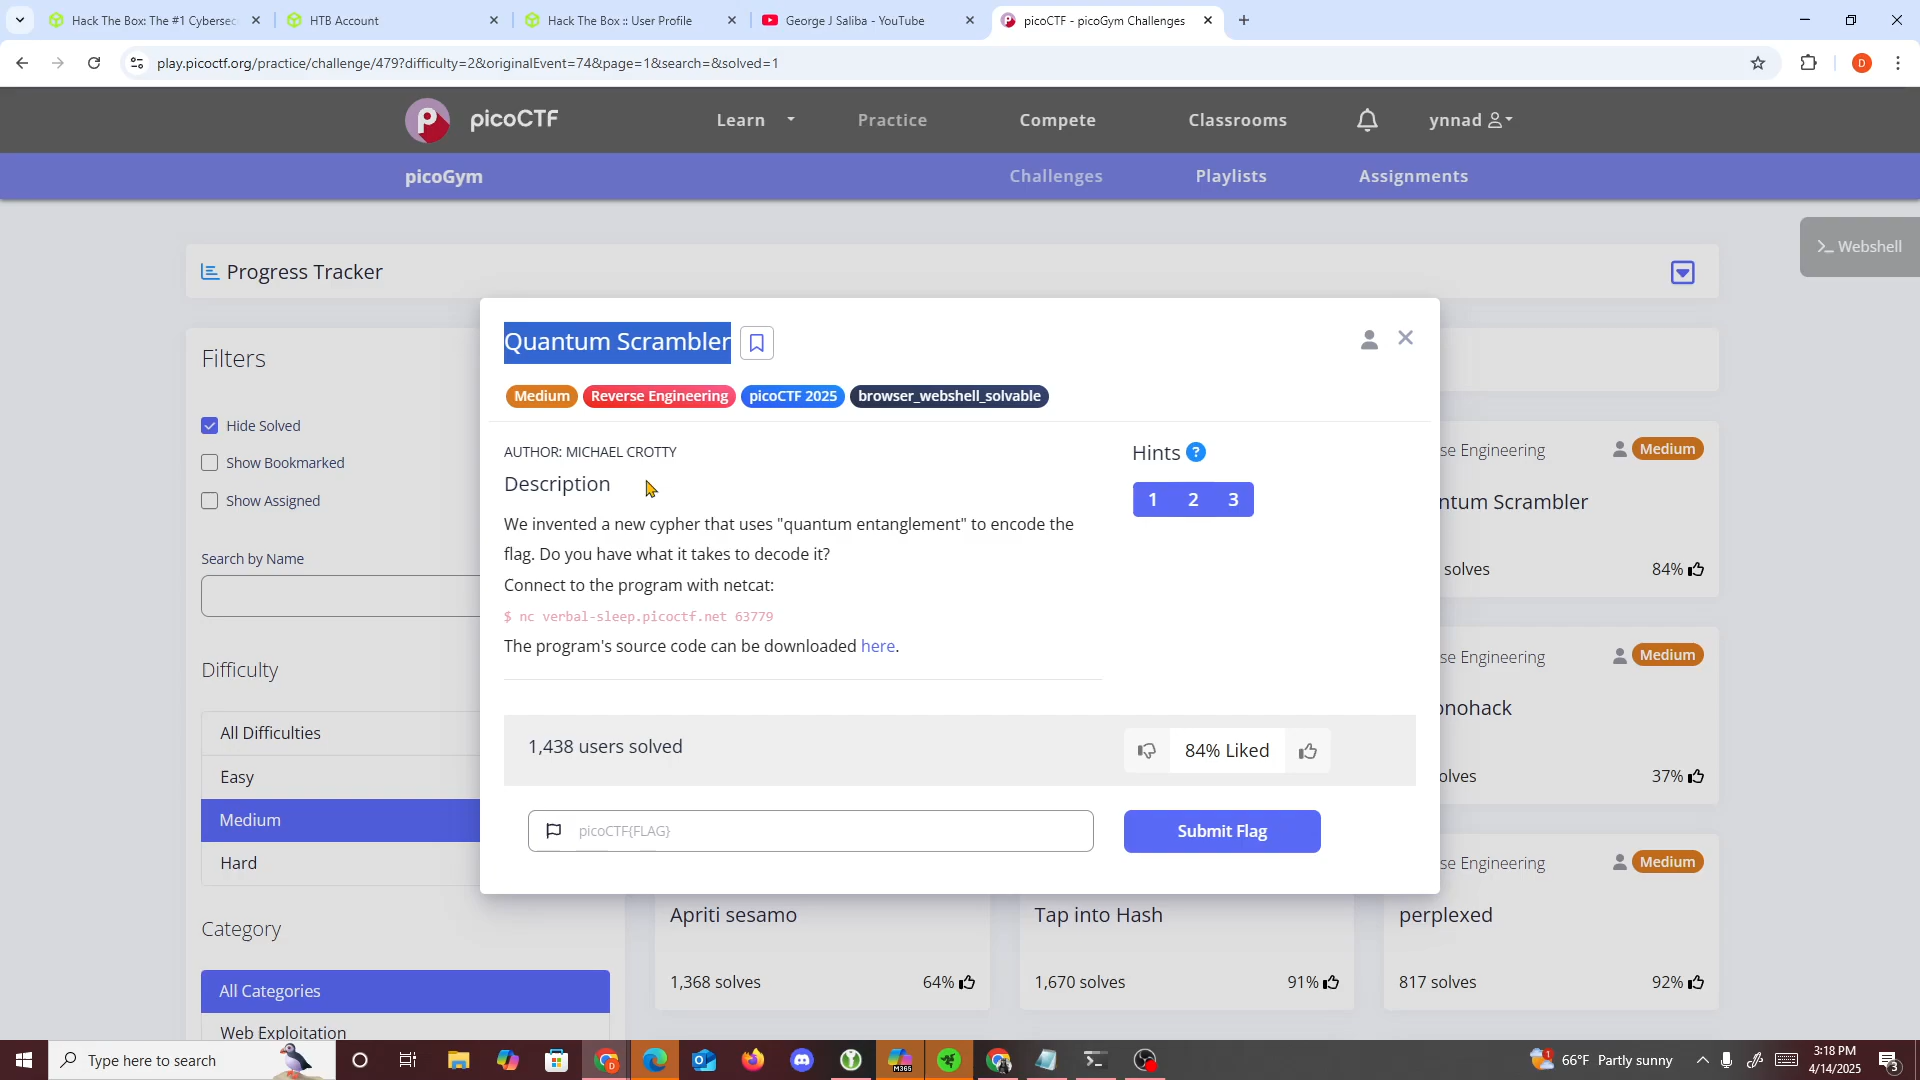 Hack The Box: The #1 Cybersec
HTB Account
Hack The Box :: User Profile
George J Saliba - YouTube
picoCTF - picoGym Challenges
play.picoctf.org/practice/challenge/479?difficulty=2&originalEvent=74&page=1&search=&solved=1
D
picoCTF
Learn
Practice
Compete
Classrooms
ynnad
picoGym
Challenges
Playlists
Assignments
>_ Webshell
Progress Tracker
Filters
Hide Solved
Show Bookmarked
Show Assigned
Search by Name
Difficulty
All Difficulties
Easy
Medium
Hard
Category
All Categories
Web Exploitation
Quantum Scrambler
Medium
Reverse Engineering
picoCTF 2025
browser_webshell_solvable
AUTHOR: MICHAEL CROTTY
Description
We invented a new cypher that uses "quantum entanglement" to encode the
flag. Do you have what it takes to decode it?
Connect to the program with netcat:
$ nc verbal-sleep.picoctf.net 63779
The program's source code can be downloaded here.
Hints ?
1 2 3
1,438 users solved
84% Liked
picoCTF{FLAG}
Submit Flag
se Engineering
Medium
ntum Scrambler
solves
84%
se Engineering
Medium
onohack
olves
37%
se Engineering
Medium
Apriti sesamo
1,368 solves
64%
Tap into Hash
1,670 solves
91%
perplexed
817 solves
92%
Type here to search
D
M365
1
66°F Partly sunny
3:18 PM
4/14/2025
3